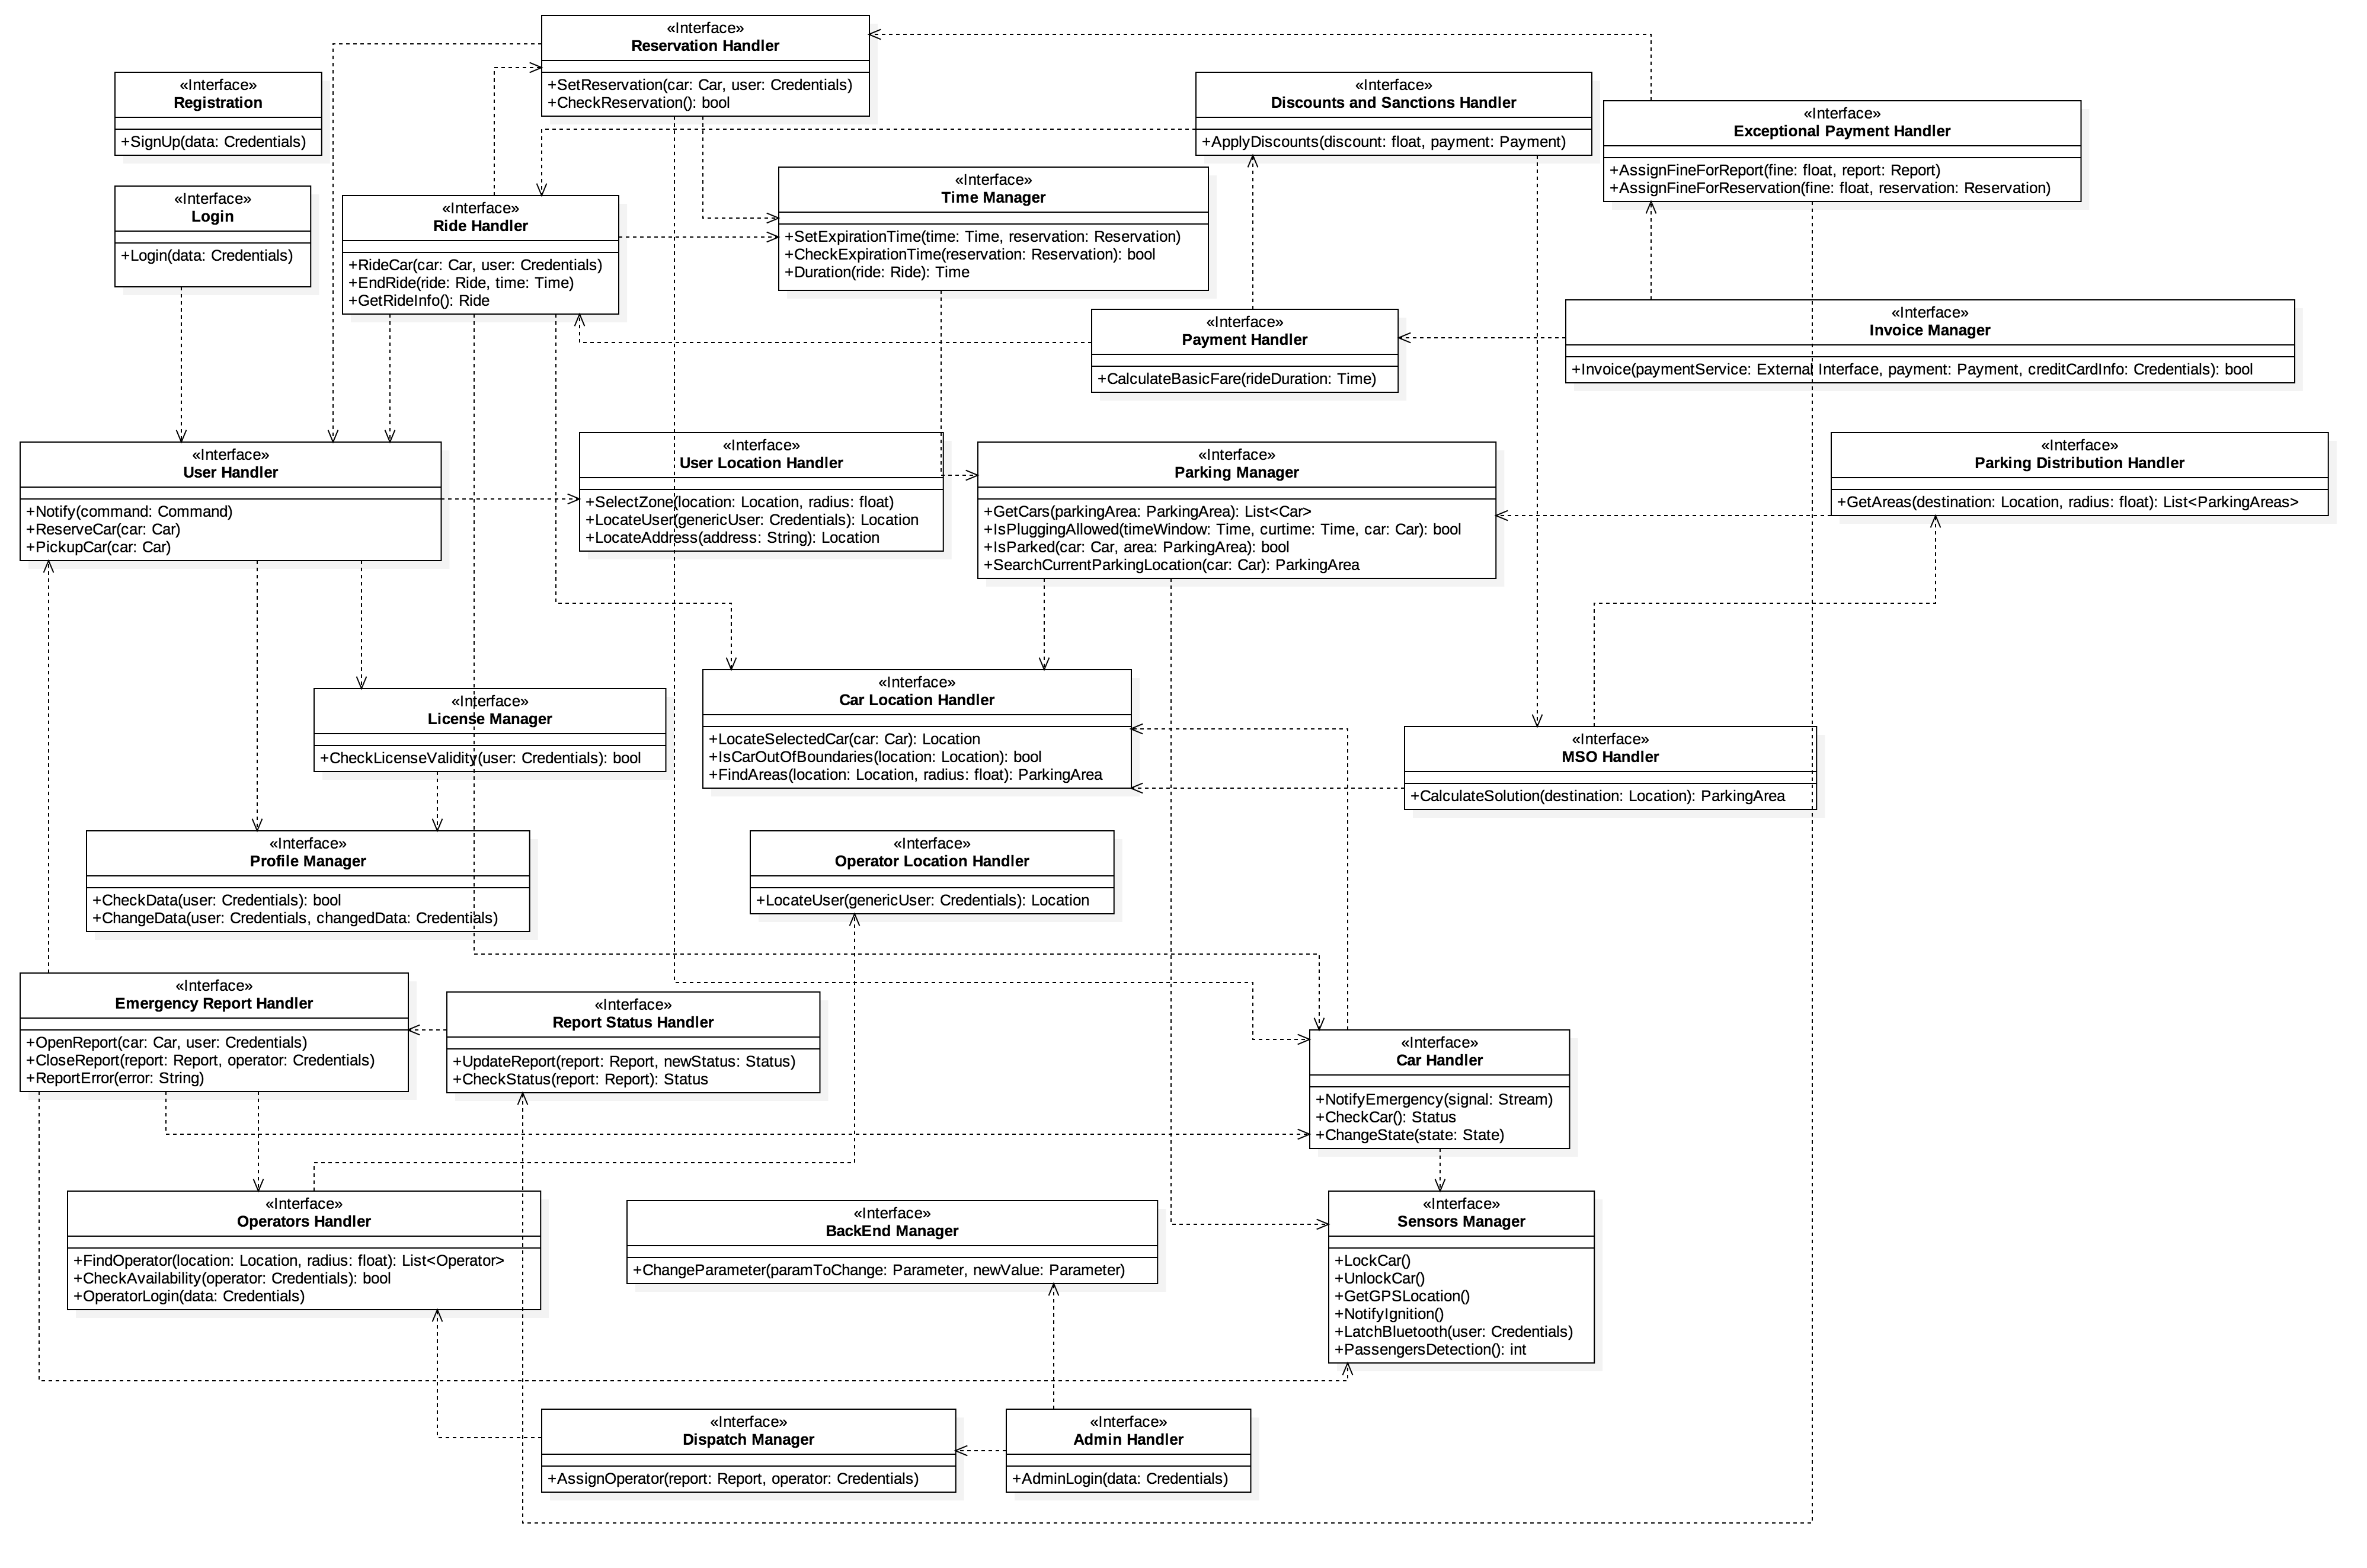 «Interface»
Reservation Handler
+SetReservation(car: Car, user: Credentials)
+CheckReservation(): bool
«Interface»
Registration
+SignUp(data: Credentials)
«Interface»
Discounts and Sanctions Handler
+ApplyDiscounts(discount: float, payment: Payment)
«Interface»
Exceptional Payment Handler
+AssignFineForReport(fine: float, report: Report)
+AssignFineForReservation(fine: float, reservation: Reservation)
«Interface»
Login
+Login(data: Credentials)
«Interface»
Ride Handler
+RideCar(car: Car, user: Credentials)
+EndRide(ride: Ride, time: Time)
+GetRideInfo(): Ride
«Interface»
Time Manager
+SetExpirationTime(time: Time, reservation: Reservation)
+CheckExpirationTime(reservation: Reservation): bool
+Duration(ride: Ride): Time
«Interface»
Payment Handler
+CalculateBasicFare(rideDuration: Time)
«Interface»
Invoice Manager
+Invoice(paymentService: External Interface, payment: Payment, creditCardInfo: Credentials): bool
«Interface»
User Handler
+Notify(command: Command)
+ReserveCar(car: Car)
+PickupCar(car: Car)
«Interface»
User Location Handler
+SelectZone(location: Location, radius: float)
+LocateUser(genericUser: Credentials): Location
+LocateAddress(address: String): Location
«Interface»
Parking Manager
+GetCars(parkingArea: ParkingArea): List<Car>
+IsPluggingAllowed(timeWindow: Time, curtime: Time, car: Car): bool
+IsParked(car: Car, area: ParkingArea): bool
+SearchCurrentParkingLocation(car: Car): ParkingArea
«Interface»
Parking Distribution Handler
+GetAreas(destination: Location, radius: float): List<ParkingAreas>
«Interface»
License Manager
+CheckLicenseValidity(user: Credentials): bool
«Interface»
Car Location Handler
+LocateSelectedCar(car: Car): Location
+IsCarOutOfBoundaries(location: Location): bool
+FindAreas(location: Location, radius: float): ParkingArea
«Interface»
MSO Handler
+CalculateSolution(destination: Location): ParkingArea
«Interface»
Profile Manager
+CheckData(user: Credentials): bool
+ChangeData(user: Credentials, changedData: Credentials)
«Interface»
Operator Location Handler
+LocateUser(genericUser: Credentials): Location
«Interface»
Emergency Report Handler
+OpenReport(car: Car, user: Credentials)
+CloseReport(report: Report, operator: Credentials)
+ReportError(error: String)
«Interface»
Report Status Handler
+UpdateReport(report: Report, newStatus: Status)
+CheckStatus(report: Report): Status
«Interface»
Car Handler
+NotifyEmergency(signal: Stream)
+CheckCar(): Status
+ChangeState(state: State)
«Interface»
Operators Handler
+FindOperator(location: Location, radius: float): List<Operator>
+CheckAvailability(operator: Credentials): bool
+OperatorLogin(data: Credentials)
«Interface»
BackEnd Manager
+ChangeParameter(paramToChange: Parameter, newValue: Parameter)
«Interface»
Sensors Manager
+LockCar()
+UnlockCar()
+GetGPSLocation()
+NotifyIgnition()
+LatchBluetooth(user: Credentials)
+PassengersDetection(): int
«Interface»
Dispatch Manager
+AssignOperator(report: Report, operator: Credentials)
«Interface»
Admin Handler
+AdminLogin(data: Credentials)